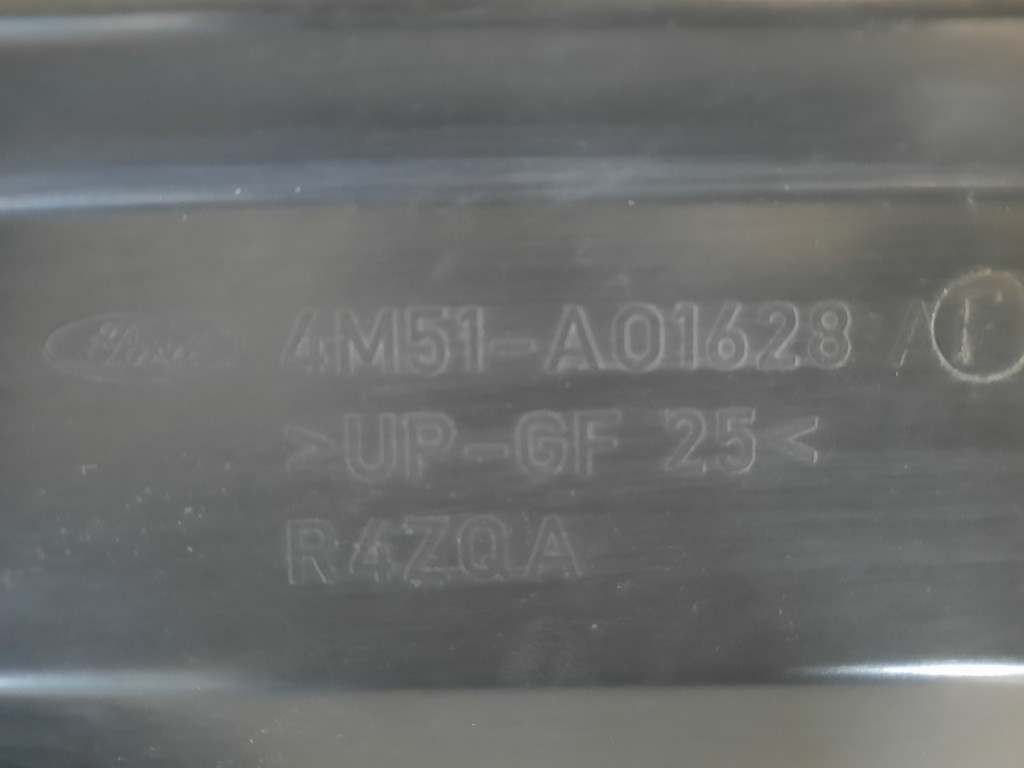 Ford 4M51-A01628 AF
>UP-GF 25<
R4ZQA